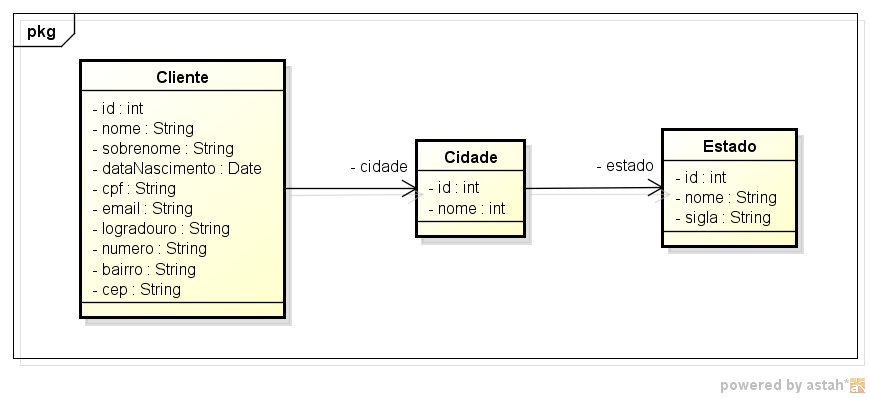 pkg
Cliente
- id : int
- nome : String
- sobrenome : String
- dataNascimento : Date
- cpf : String
- email : String
- logradouro : String
- numero : String
- bairro : String
- cep : String
- cidade
Cidade
- id : int
- nome : int
- estado
Estado
- id : int
- nome : String
- sigla : String
powered by astah*